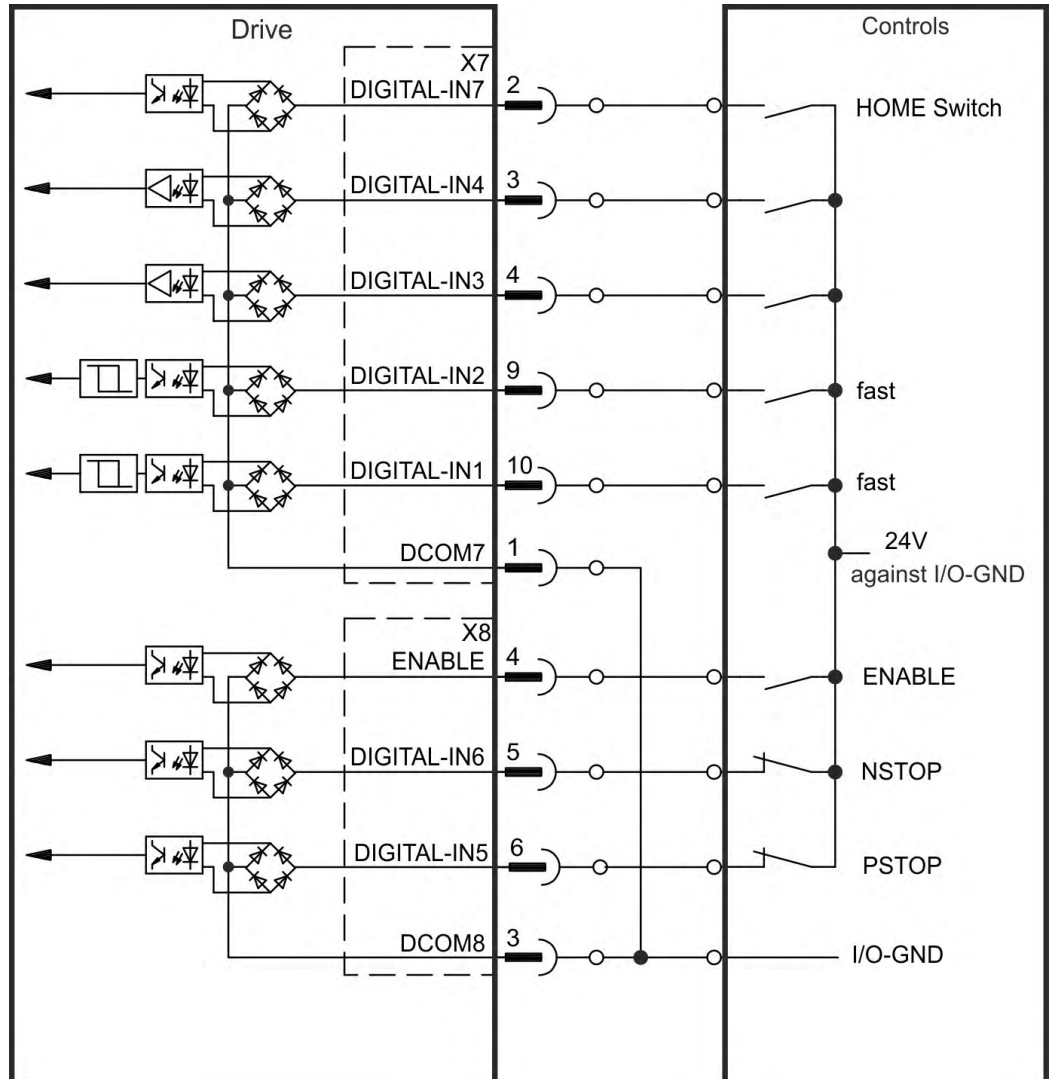 Drive
Controls
X7
DIGITAL-IN7 2
HOME Switch
DIGITAL-IN4 3
DIGITAL-IN3 4
DIGITAL-IN2 9
fast
DIGITAL-IN1 10
fast
DCOM7 1
24V
against I/O-GND
X8
ENABLE 4
ENABLE
DIGITAL-IN6 5
NSTOP
DIGITAL-IN5 6
PSTOP
DCOM8 3
I/O-GND